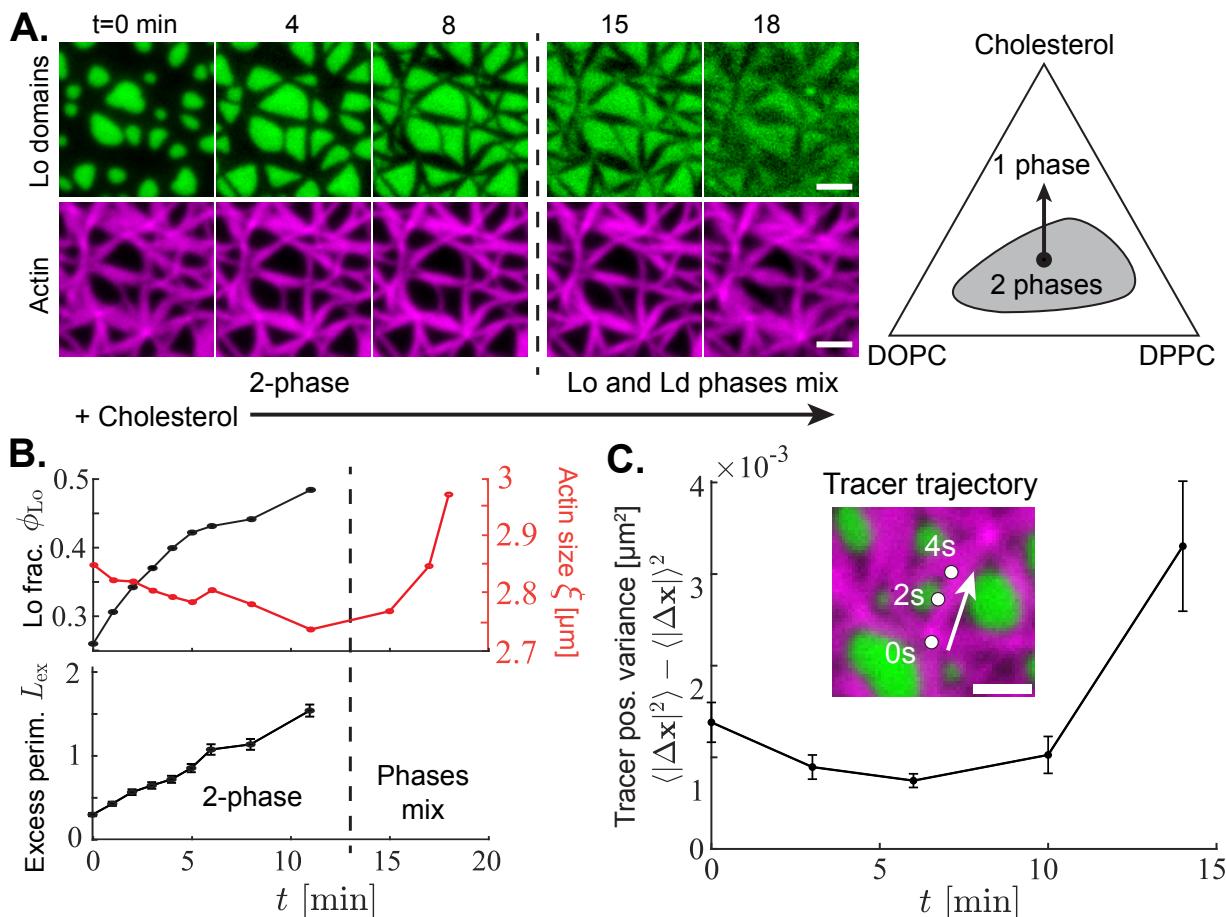 A.
t=0 min 4 8 15 18
Lo domains
Actin
2-phase
Lo and Ld phases mix
+ Cholesterol
Cholesterol
1 phase
2 phases
DOPC
DPPC
B.
Lo frac. ϕLo
0.5
0.4
0.3
Actin size ξ [µm]
3
2.9
2.8
2.7
Excess perim. Lex
2
1
0
2-phase
Phases
mix
0 5 10 15 20
t [min]
C.
×10-3
Tracer pos. variance [µm²]
⟨|Δx|²⟩ − ⟨|Δx|⟩²
4
3
2
1
0
Tracer trajectory
4s
2s
0s
0 5 10 15
t [min]